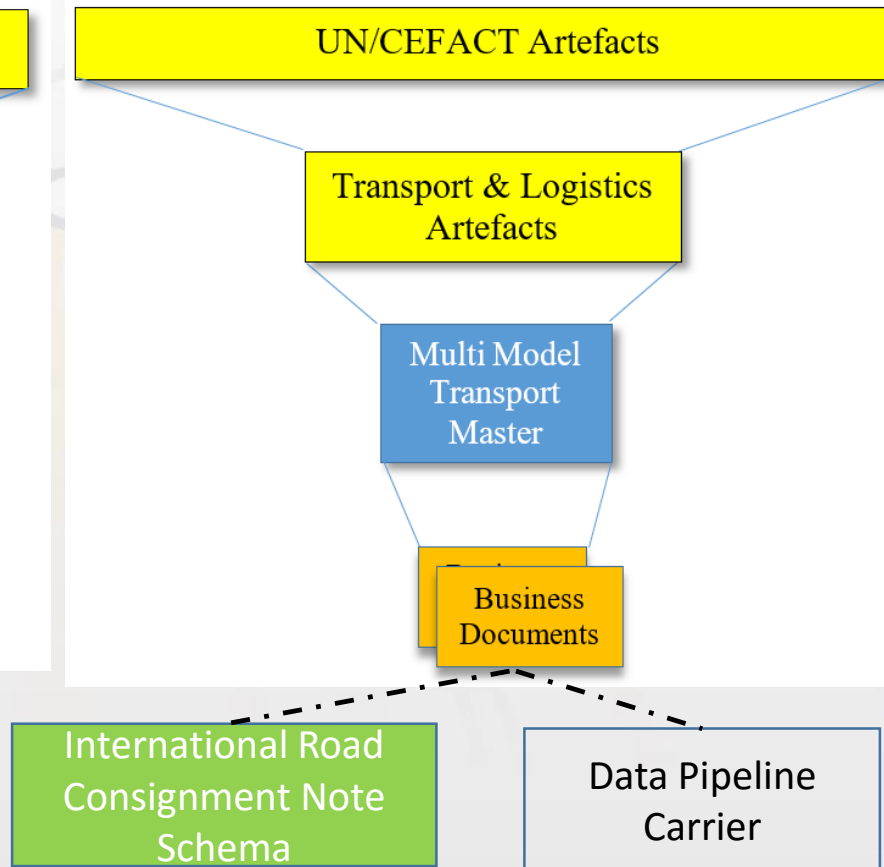 UN/CEFACT Artefacts
Transport & Logistics
Artefacts
Multi Model
Transport
Master
Business
Documents
International Road
Consignment Note
Schema
Data Pipeline
Carrier